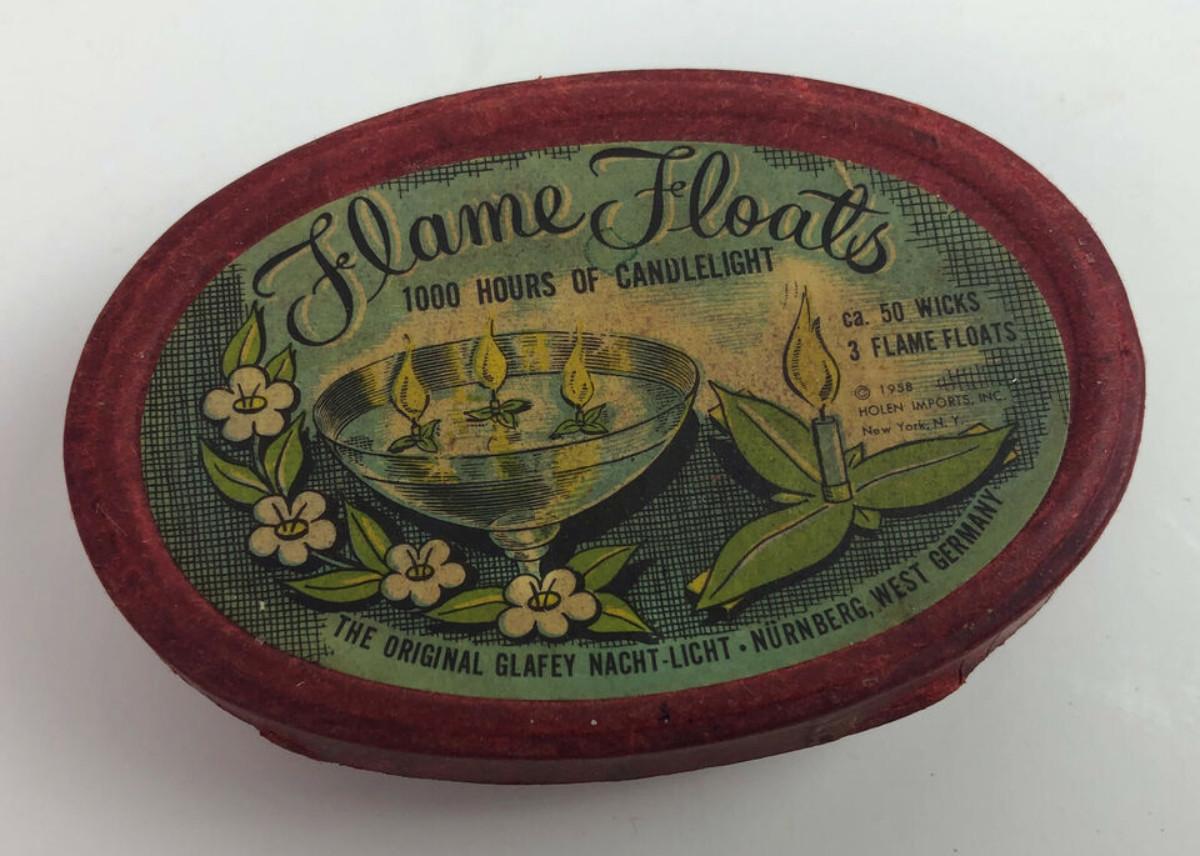 Flame Floats
1000 HOURS OF CANDLELIGHT
ca. 50 WICKS
3 FLAME FLOATS
© 1958
HOLEN IMPORTS, INC.
New York, N. Y.
THE ORIGINAL GLAFEY NACHT-LICHT • NÜRNBERG, WEST GERMANY